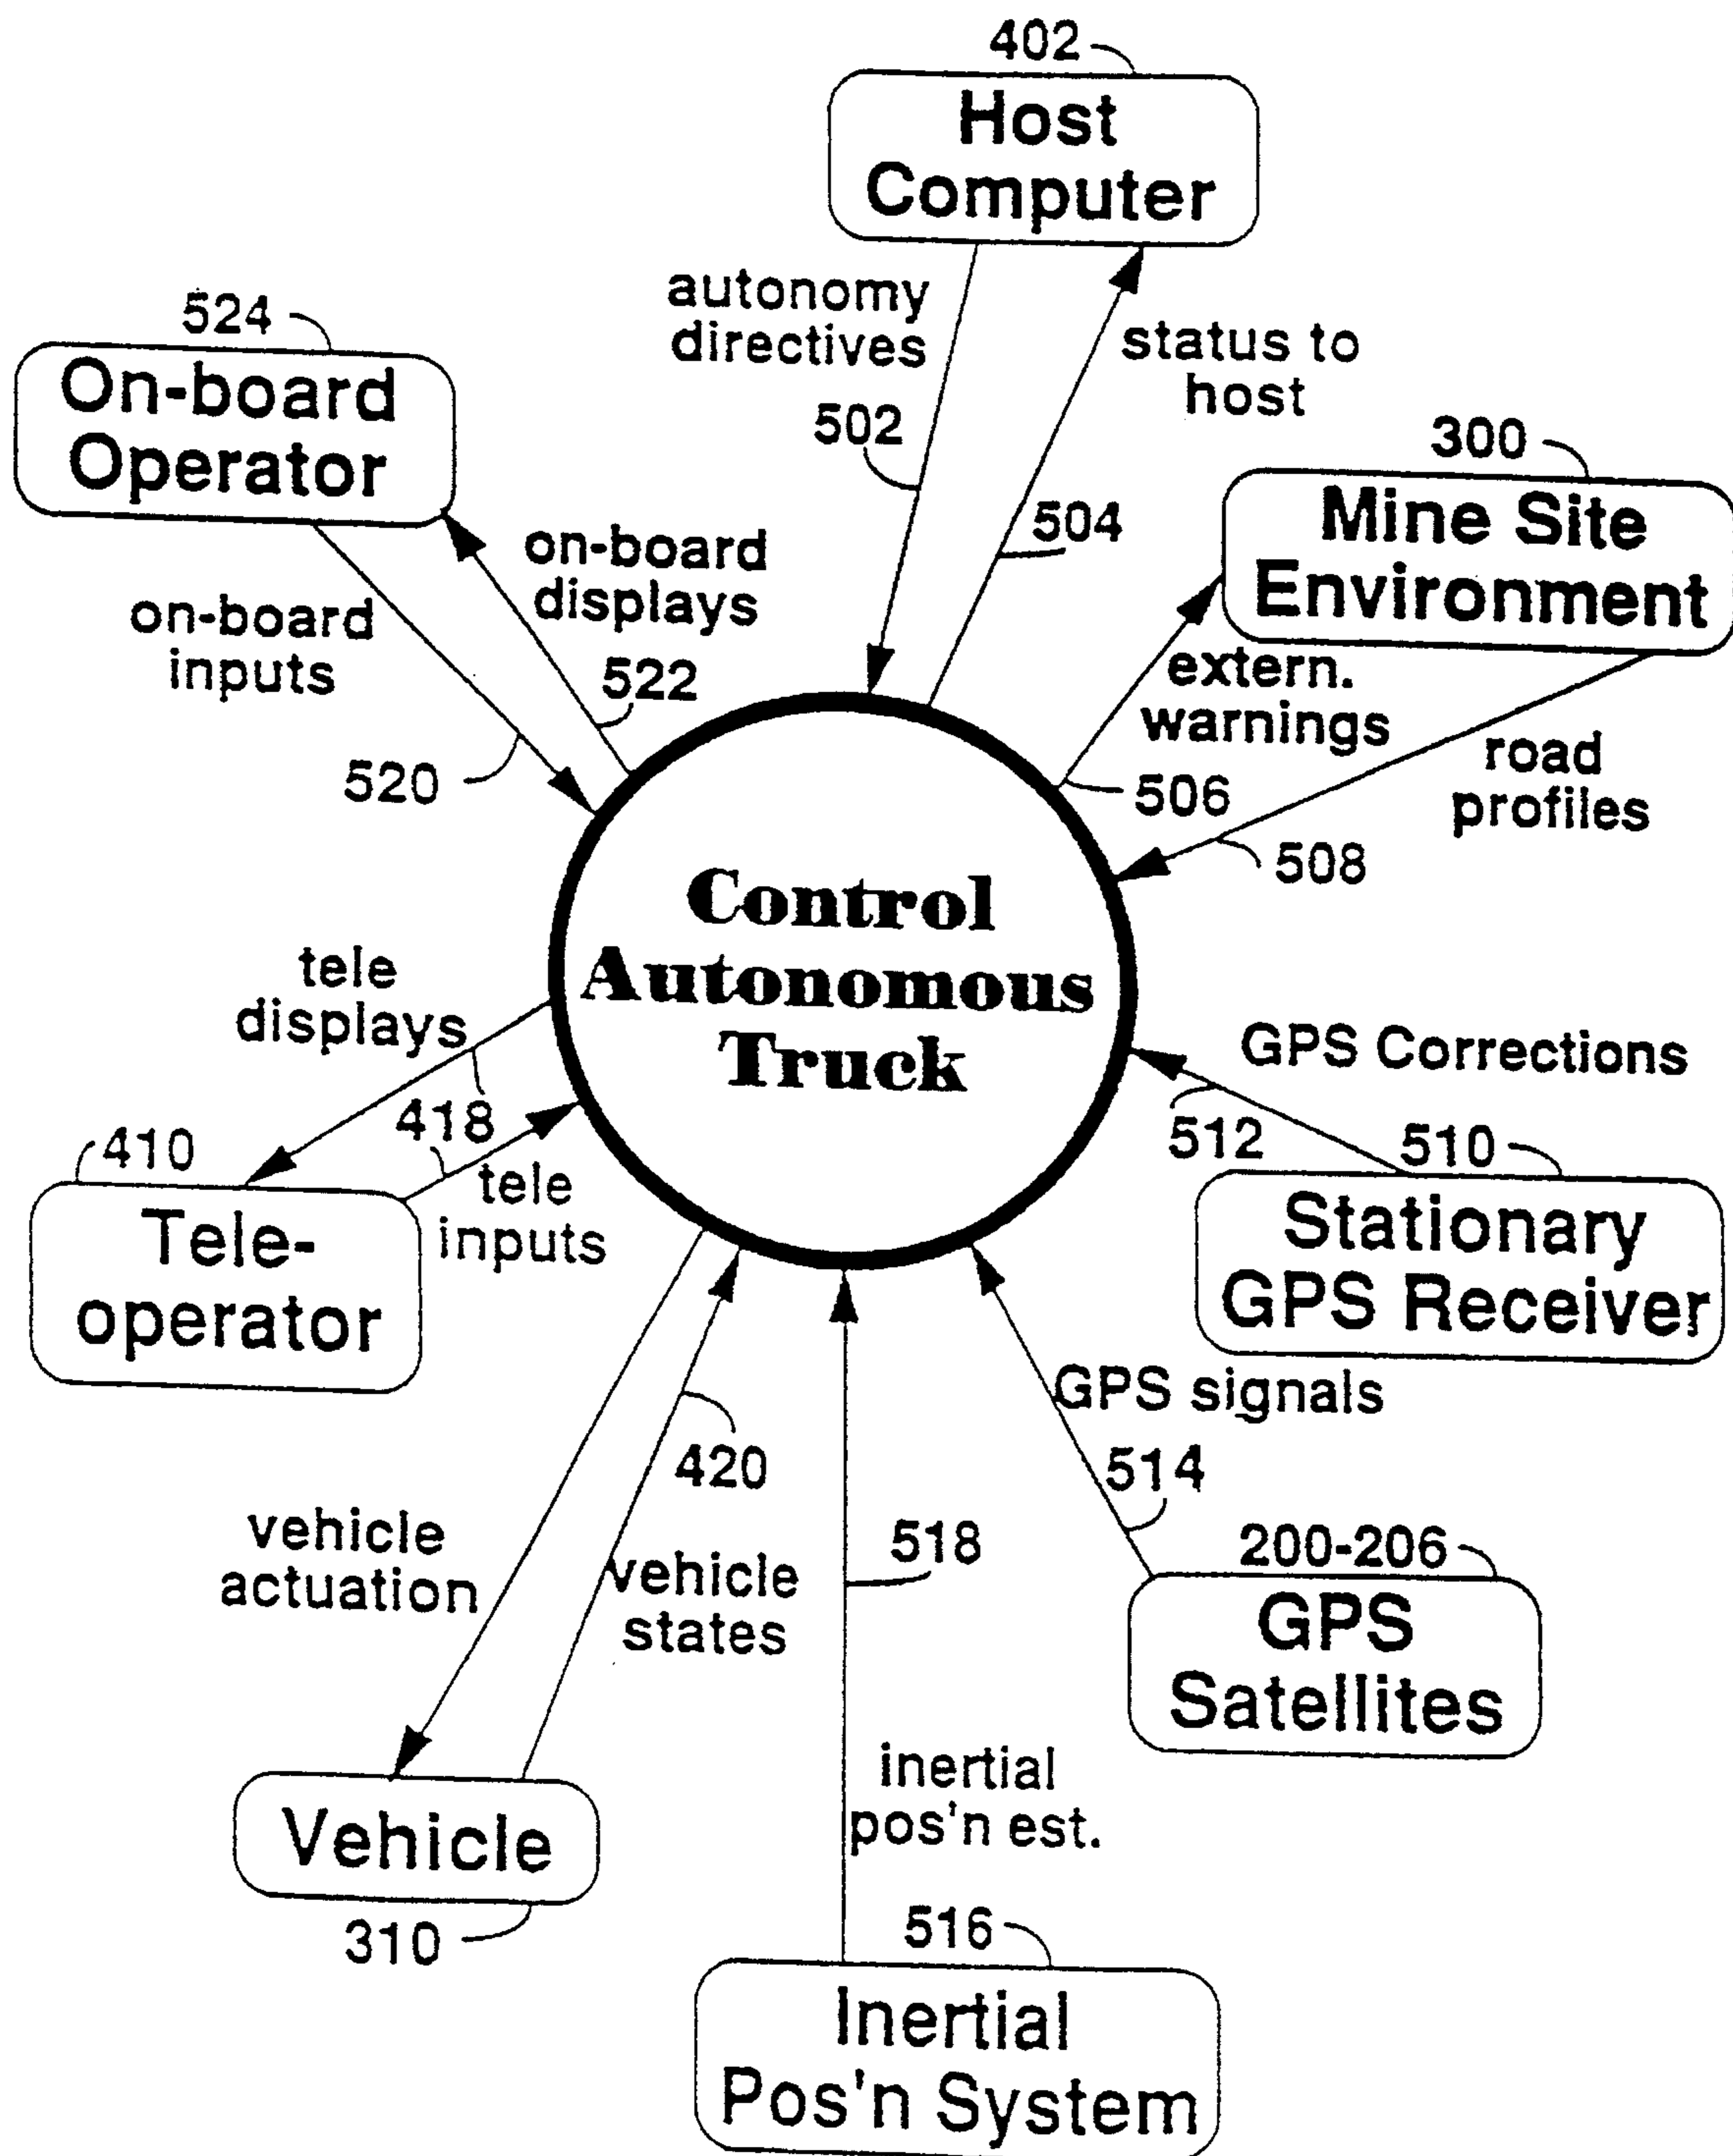 402
Host
Computer
autonomy
directives
502
status to
host
504
524
On-board
Operator
on-board
displays
522
on-board
inputs
520
300
Mine Site
Environment
extern.
warnings
506
road
profiles
508
Control
Autonomous
Truck
tele
displays
418
418
tele
inputs
410
Tele-
operator
GPS Corrections
512
510
Stationary
GPS Receiver
GPS signals
514
200-206
GPS
Satellites
420
vehicle
actuation
vehicle
states
Vehicle
310
518
inertial
pos'n est.
516
Inertial
Pos'n System